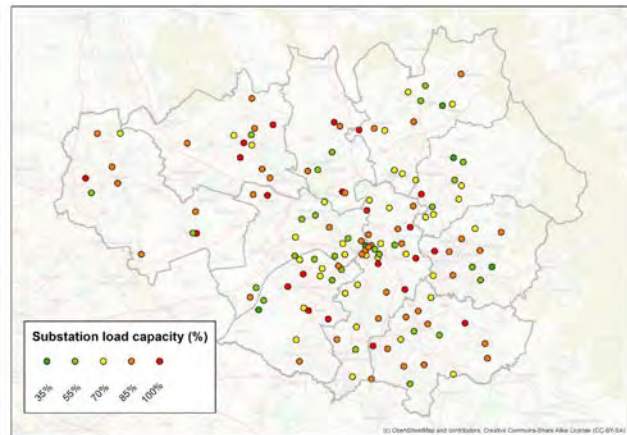 Substation load capacity (%)
35% 55% 70% 85% 100%
(c) OpenStreetMap and contributors, Creative Commons-Share Alike License (CC-BY-SA)